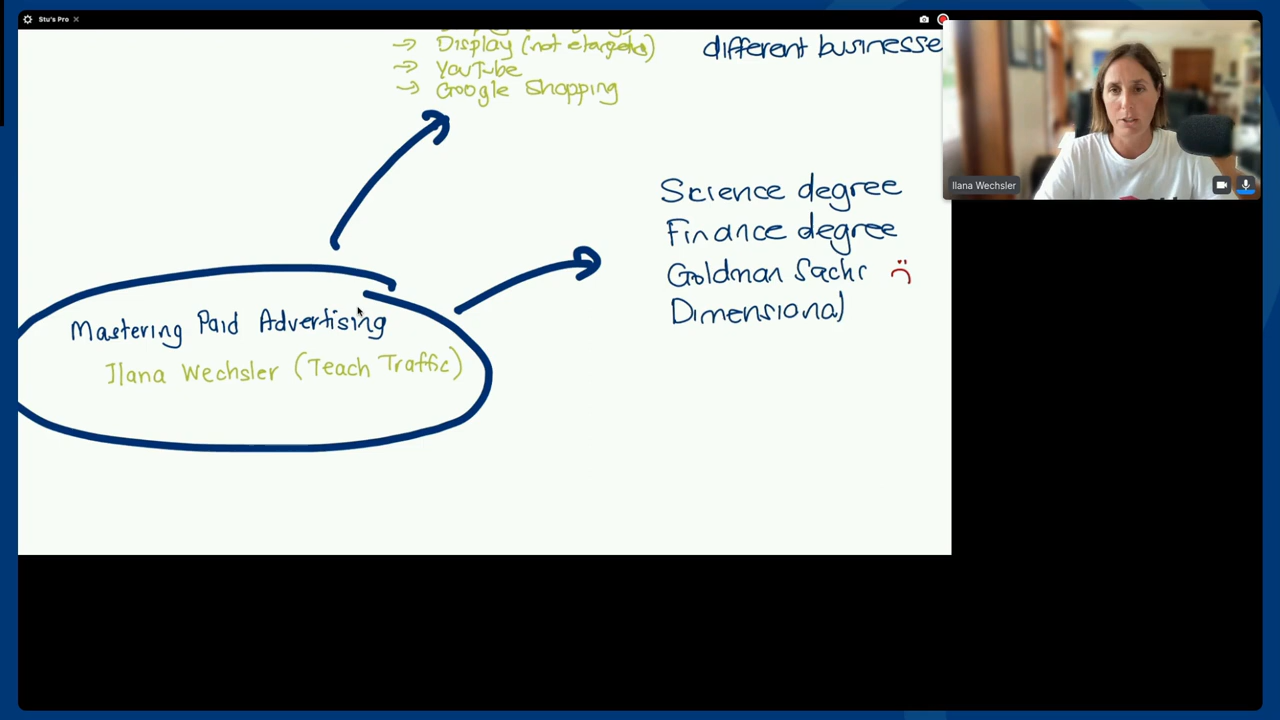 Stu's Pro
→ Display (not etargets)
→ YouTube
→ Google Shopping
different businesse
Ilana Wechsler
Science degree
Finance degree
Goldman Sachs
Dimensional
Mastering Paid Advertising
Ilana Wechsler (Teach Traffic)